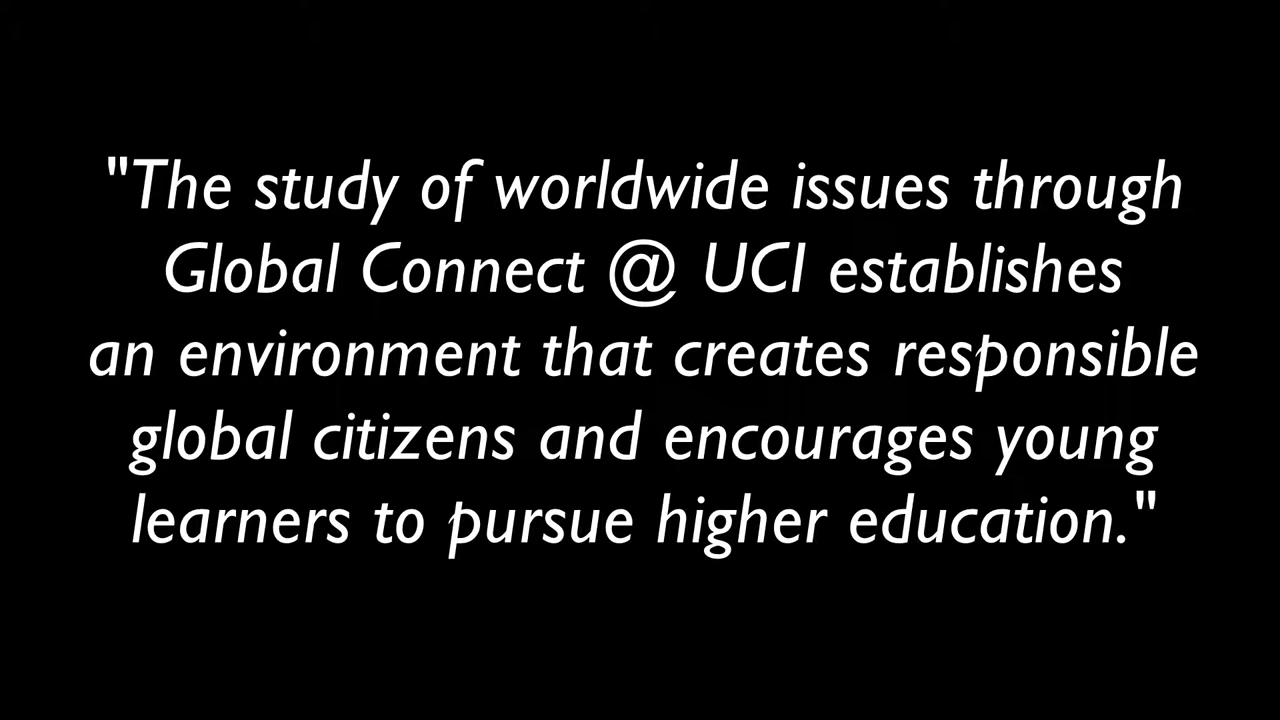 "The study of worldwide issues through
Global Connect @ UCI establishes
an environment that creates responsible
global citizens and encourages young
learners to pursue higher education."